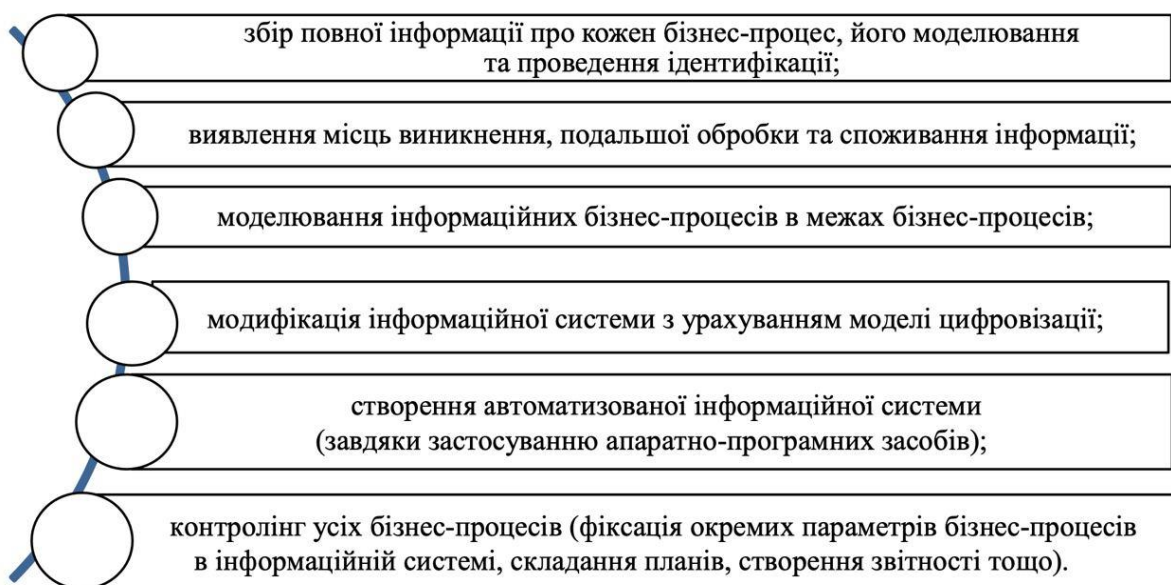 збір повної інформації про кожен бізнес-процес, його моделювання
та проведення ідентифікації;
виявлення місць виникнення, подальшої обробки та споживання інформації;
моделювання інформаційних бізнес-процесів в межах бізнес-процесів;
модифікація інформаційної системи з урахуванням моделі цифровізації;
створення автоматизованої інформаційної системи
(завдяки застосуванню апаратно-програмних засобів);
контролінг усіх бізнес-процесів (фіксація окремих параметрів бізнес-процесів
в інформаційній системі, складання планів, створення звітності тощо).